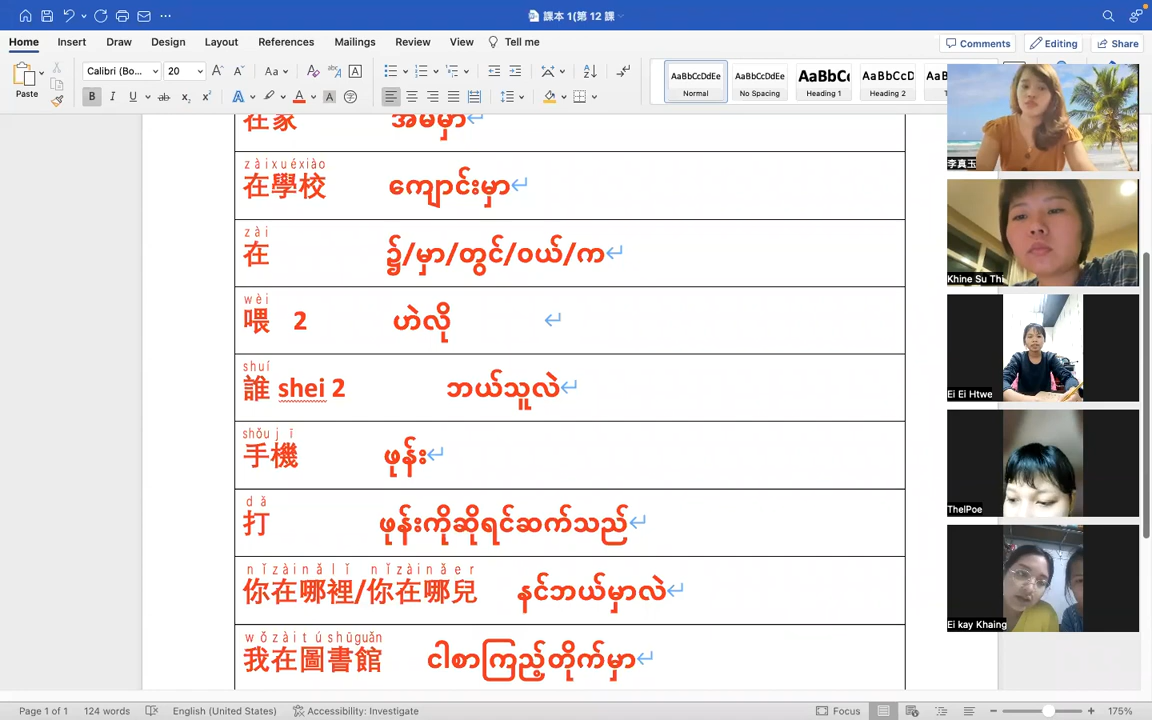 課本 1(第 12 課
Home Insert Draw Design Layout References Mailings Review View Tell me Comments Editing Share
Paste Calibri (Bo... 20 Aa
AaBbCcDdEe AaBbCcDdEe AaBbC AaBbCcD
Normal No Spacing Heading 1 Heading 2
在家 အိမ်မှာ
zàixuéxiào
在學校 ကျောင်းမှာ
zài
在 ၌/မှာ/တွင်/ဝယ်/က
wèi
喂 2 ဟဲလို
shuí
誰 shei 2 ဘယ်သူလဲ
shǒujī
手機 ဖုန်း
dǎ
打 ဖုန်းကိုဆိုရင်ဆက်သည်
nǐzàinǎlǐ nǐzàinǎer
你在哪裡/你在哪兒 နင်ဘယ်မှာလဲ
wǒzàitúshūguǎn
我在圖書館 ငါစာကြည့်တိုက်မှာ
李真玉
Khine Su Thi
Ei Ei Htwe
ThelPoe
Ei kay Khaing
Page 1 of 1 124 words English (United States) Accessibility: Investigate Focus 175%